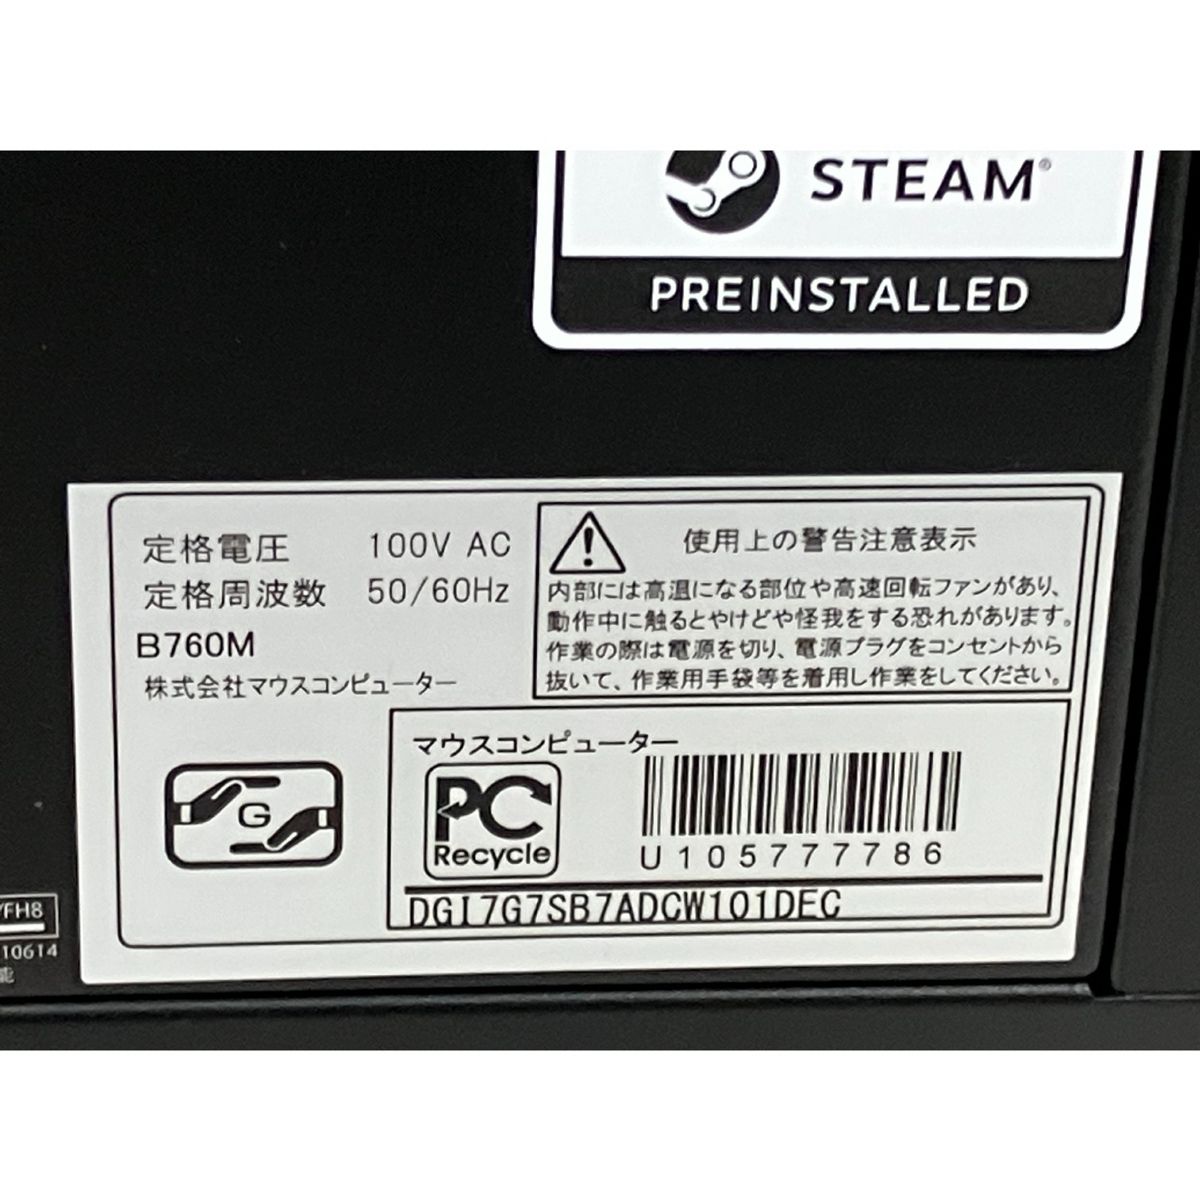 STEAM®
PREINSTALLED
定格電圧 100V AC
定格周波数 50/60Hz
B760M
株式会社マウスコンピューター
使用上の警告注意表示
内部には高温になる部位や高速回転ファンがあり、
動作中に触るとやけどや怪我をする恐れがあります。
作業の際は電源を切り、電源プラグをコンセントから
抜いて、作業用手袋等を着用し作業をしてください。
G
マウスコンピューター
PC
Recycle
U105777786
DGI7G7SB7ADCW101DEC
/FH8
10614
能